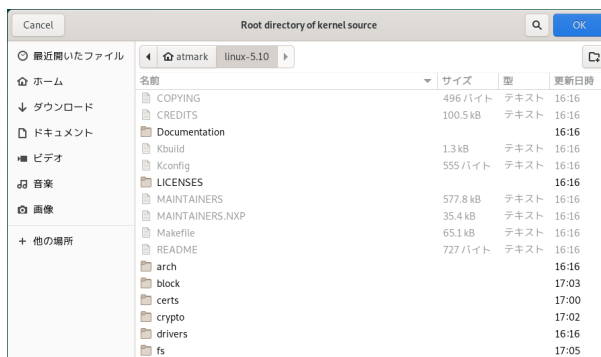 Cancel Root directory of kernel source OK
最近開いたファイル
ホーム
ダウンロード
ドキュメント
ビデオ
音楽
画像
+ 他の場所
atmark linux-5.10
名前 サイズ 型 更新日時
COPYING 496 バイト テキスト 16:16
CREDITS 100.5 kB テキスト 16:16
Documentation 16:16
Kbuild 1.3 kB テキスト 16:16
Kconfig 555 バイト テキスト 16:16
LICENSES 16:16
MAINTAINERS 577.8 kB テキスト 16:16
MAINTAINERS.NXP 35.4 kB テキスト 16:16
Makefile 65.1 kB テキスト 16:16
README 727 バイト テキスト 16:16
arch 16:16
block 17:03
certs 17:00
crypto 17:02
drivers 16:16
fs 17:05